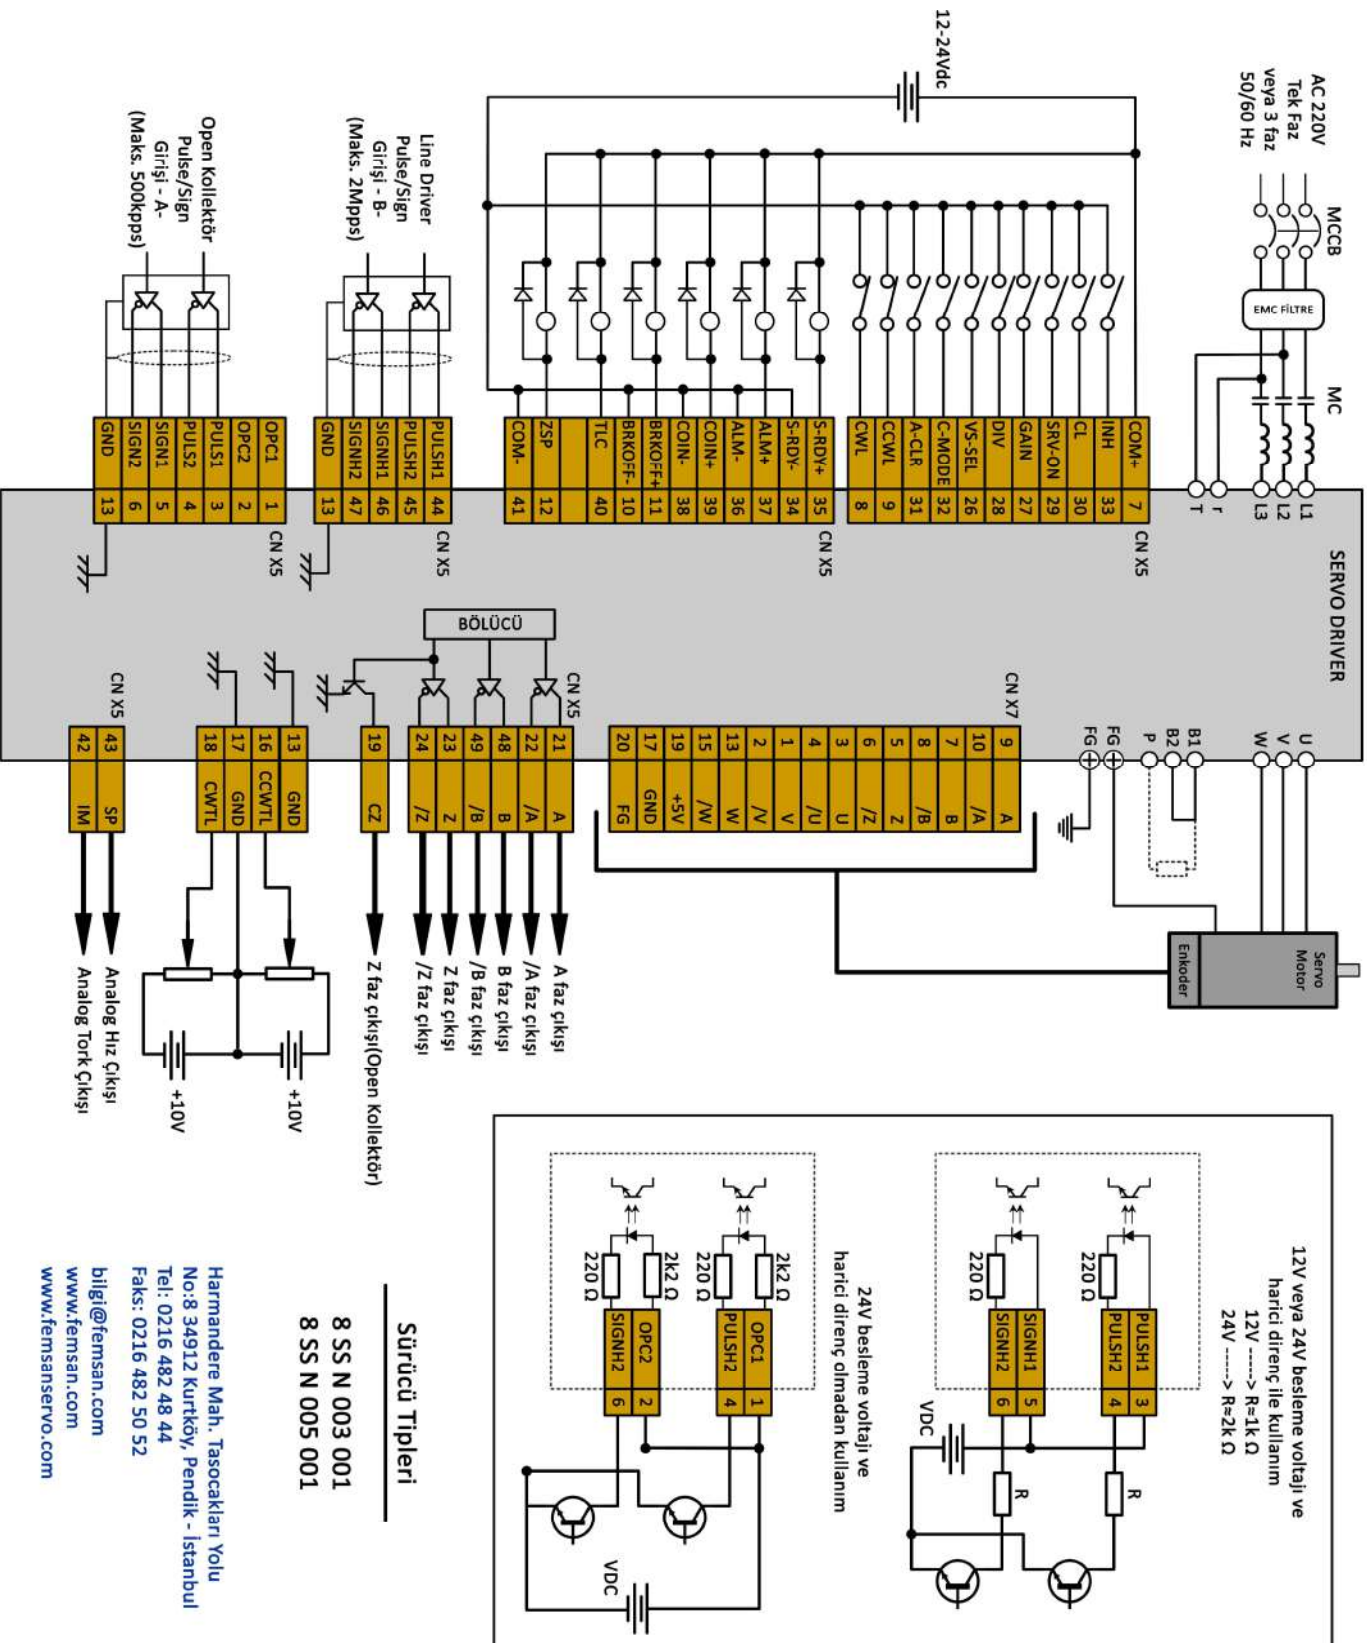 SERVO DRIVER
AC 220V
Tek Faz
veya 3 faz
50/60 Hz
MCCB
EMC FİLTRE
MC
L1
L2
L3
r
T
12-24Vdc
CN X5
COM+ 7
INH 33
CL 30
SRV-ON 29
GAIN 27
DIV 28
VS-SEL 26
C-MODE 32
A-CLR 31
CCWL 9
CWL 8
CN X5
S-RDY+ 35
S-RDY- 34
ALM+ 37
ALM- 36
COIN+ 39
COIN- 38
BRKOFF+ 11
BRKOFF- 10
TLC 40
ZSP 12
COM- 41
Line Driver
Pulse/Sign
Girişi - B-
(Maks. 2Mpps)
CN X5
PULSH1 44
PULSH2 45
SIGNH1 46
SIGNH2 47
GND 13
Open Kollektör
Pulse/Sign
Girişi - A-
(Maks. 500kpps)
CN X5
OPC1 1
OPC2 2
PULS1 3
PULS2 4
SIGN1 5
SIGN2 6
GND 13
U
V
W
B1
B2
P
FG
FG
Servo
Motor
Enkoder
CN X7
9 A
10 /A
7 B
8 /B
5 Z
6 /Z
3 U
4 /U
1 V
2 /V
13 W
15 /W
19 +5V
17 GND
20 FG
BÖLÜCÜ
CN X5
21 A A faz çıkışı
22 /A /A faz çıkışı
48 B B faz çıkışı
49 /B /B faz çıkışı
23 Z Z faz çıkışı
24 /Z /Z faz çıkışı
19 CZ Z faz çıkışı(Open Kollektör)
13 GND
16 CCWTL
17 GND
18 CWTL
+10V
+10V
CN X5
43 SP Analog Hız Çıkışı
42 IM Analog Tork Çıkışı
12V veya 24V besleme voltajı ve
harici direnç ile kullanım
12V ----> R≈1k Ω
24V ----> R≈2k Ω
220 Ω
PULSH1 3
PULSH2 4
R
220 Ω
SIGNH1 5
SIGNH2 6
R
VDC
24V besleme voltajı ve
harici direnç olmadan kullanım
2k2 Ω
220 Ω
OPC1 1
PULSH2 4
2k2 Ω
220 Ω
OPC2 2
SIGNH2 6
VDC
Sürücü Tipleri
8 SS N 003 001
8 SS N 005 001
Harmandere Mah. Tasocakları Yolu
No:8 34912 Kurtköy, Pendik - İstanbul
Tel: 0216 482 48 44
Faks: 0216 482 50 52
bilgi@femsan.com
www.femsan.com
www.femsanservo.com